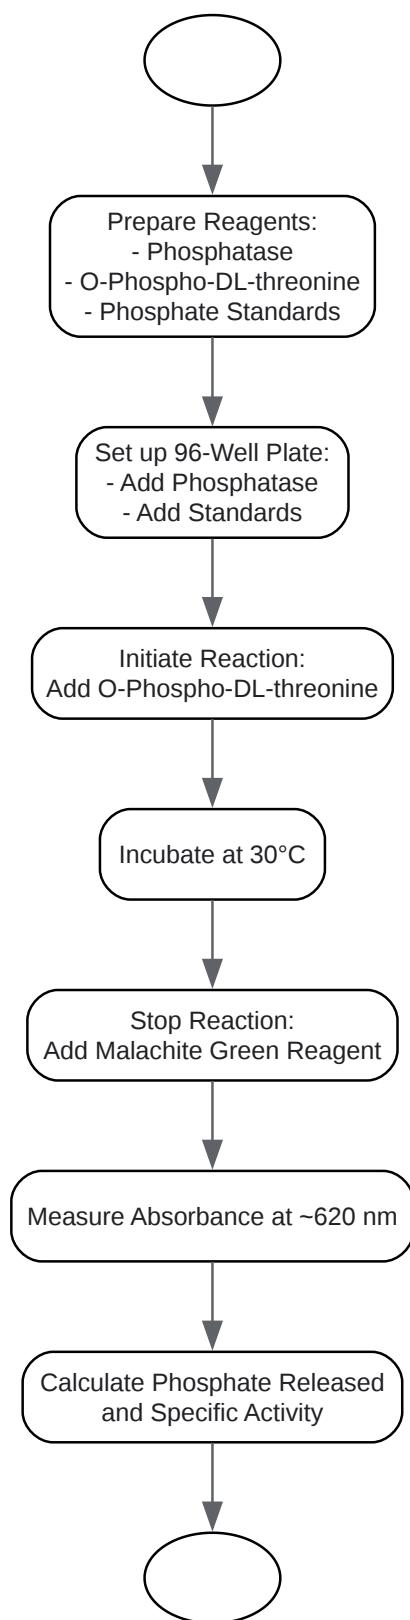 Prepare Reagents:
- Phosphatase
- O-Phospho-DL-threonine
- Phosphate Standards
Set up 96-Well Plate:
- Add Phosphatase
- Add Standards
Initiate Reaction:
Add O-Phospho-DL-threonine
Incubate at 30°C
Stop Reaction:
Add Malachite Green Reagent
Measure Absorbance at ~620 nm
Calculate Phosphate Released
and Specific Activity